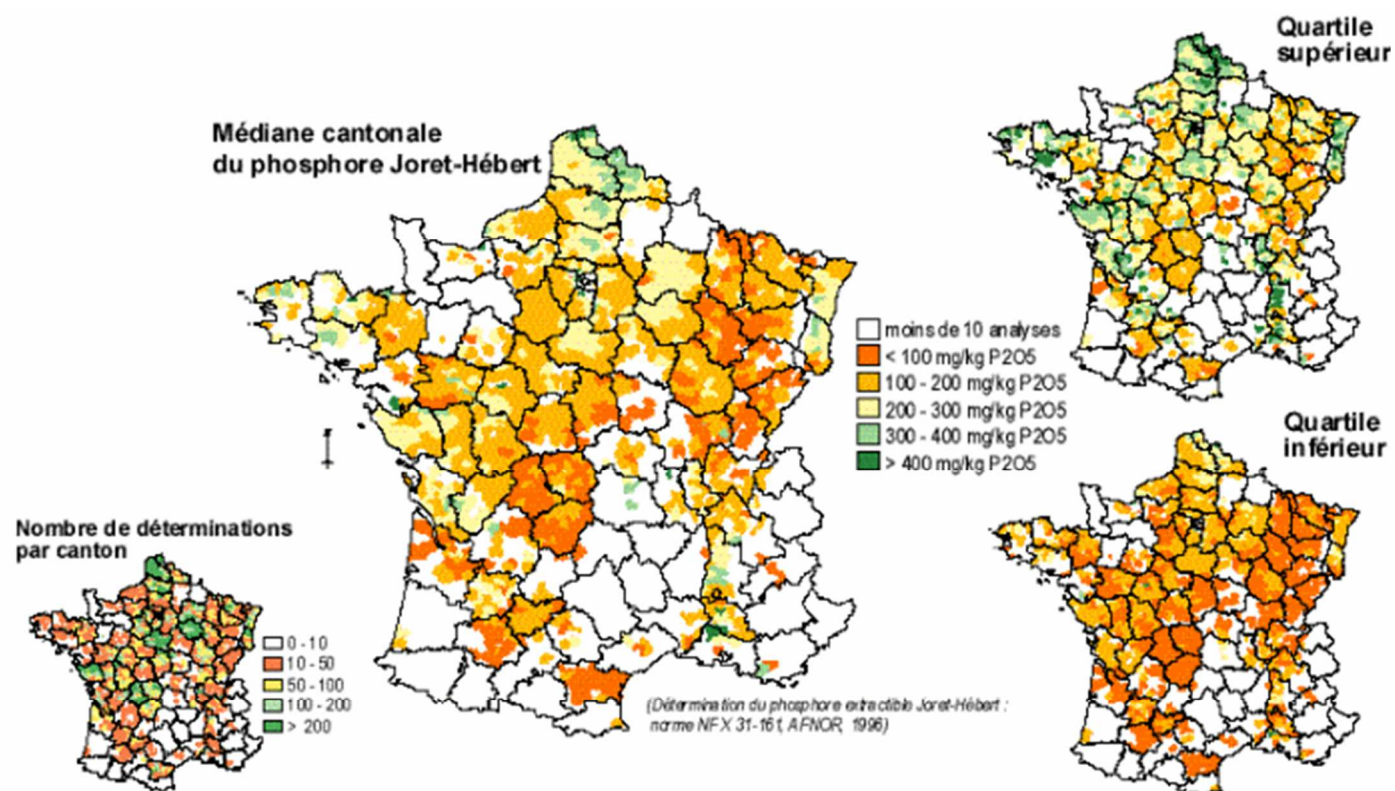 Quartile
supérieur
Médiane cantonale
du phosphore Joret-Hébert
moins de 10 analyses
< 100 mg/kg P2O5
100 - 200 mg/kg P2O5
200 - 300 mg/kg P2O5
300 - 400 mg/kg P2O5
> 400 mg/kg P2O5
Quartile
inférieur
Nombre de déterminations
par canton
0 - 10
10 - 50
50 - 100
100 - 200
> 200
(Détermination du phosphore extractible Joret-Hébert :
norme NF X 31-161, AFNOR, 1996)